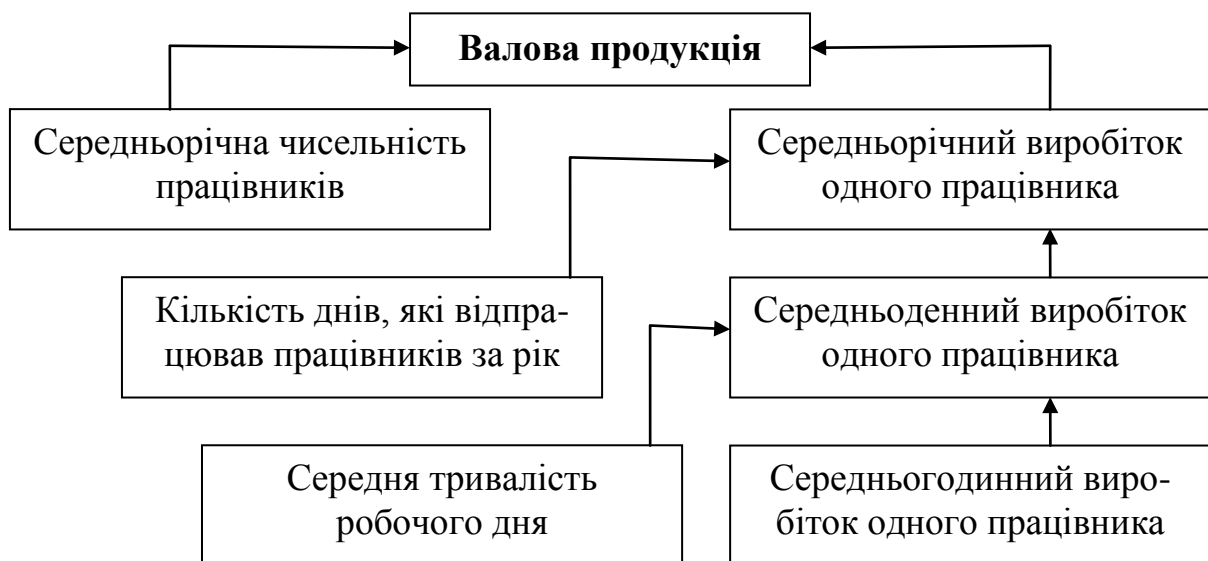 Валова продукція
Середньорічна чисельність
працівників
Середньорічний виробіток
одного працівника
Кількість днів, які відпра-
цював працівників за рік
Середньоденний виробіток
одного працівника
Середня тривалість
робочого дня
Середньогодинний виро-
біток одного працівника